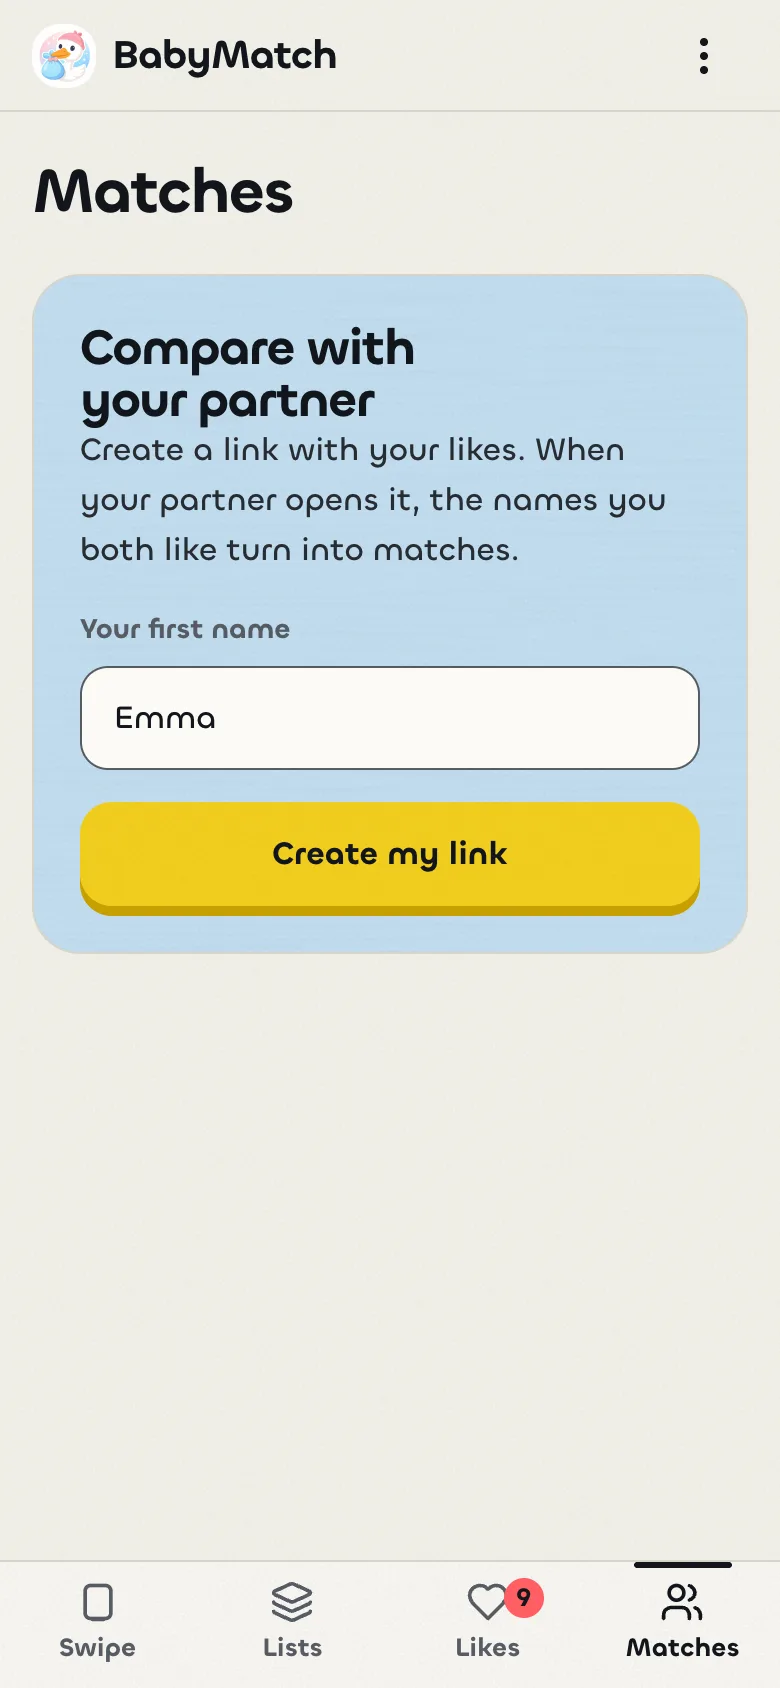 BabyMatch
Matches
Compare with
your partner
Create a link with your likes. When
your partner opens it, the names you
both like turn into matches.
Your first name
Emma
Create my link
9
Swipe
Lists
Likes
Matches